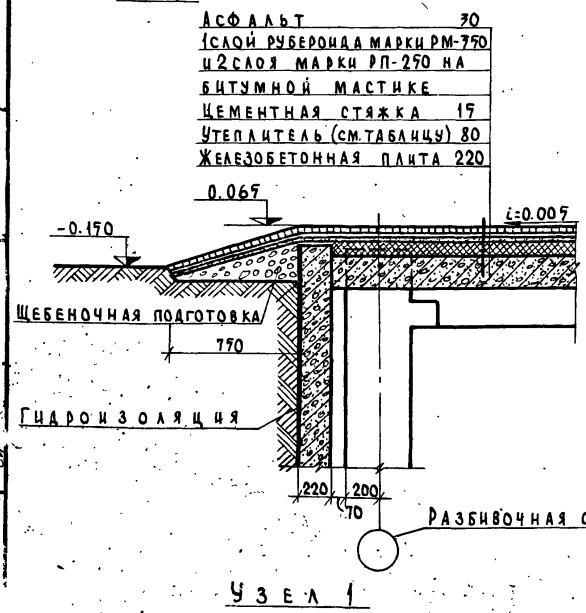 Асфальт 30
1слой рубероида марки РМ-350
и 2 слоя марки РП-250 на
битумной мастике
Цементная стяжка 15
Утеплитель (см. таблицу) 80
Железобетонная плита 220
0.065
-0.150
i=0.005
Щебеночная подготовка
750
Гидроизоляция
220 200
70
Разбивочная о
Узел 1